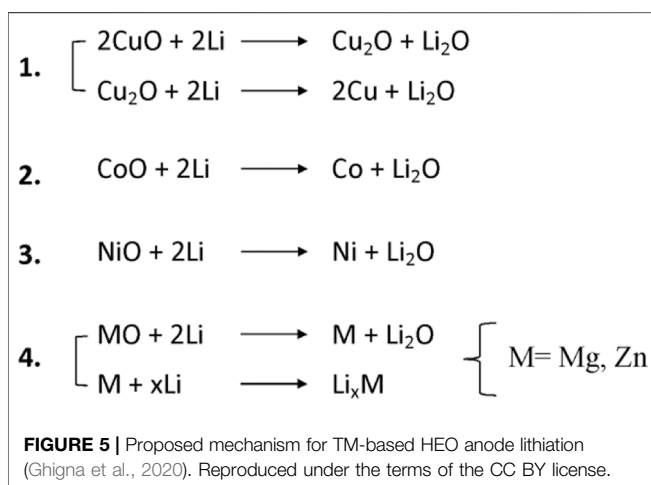 1. 2CuO + 2Li ⟶ Cu₂O + Li₂O
Cu₂O + 2Li ⟶ 2Cu + Li₂O
2. CoO + 2Li ⟶ Co + Li₂O
3. NiO + 2Li ⟶ Ni + Li₂O
4. MO + 2Li ⟶ M + Li₂O
M + xLi ⟶ LiₓM
M= Mg, Zn
FIGURE 5 | Proposed mechanism for TM-based HEO anode lithiation
(Ghigna et al., 2020). Reproduced under the terms of the CC BY license.